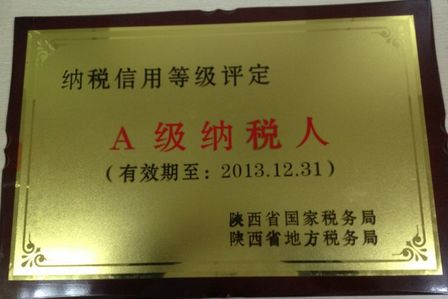 纳税信用等级评定
A 级纳税人
(有效期至: 2013.12.31)
陕西省国家税务局
陕西省地方税务局